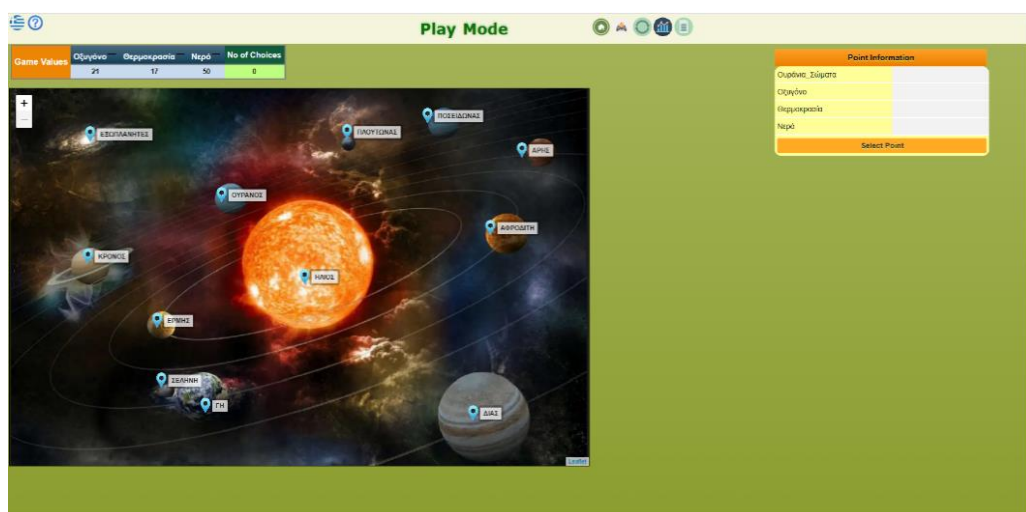 Play Mode
Game Values Οξυγόνο Θερμοκρασία Νερό No of Choices
21 17 50 0
Point Information
Ουράνια_Σώματα
Οξυγόνο
Θερμοκρασία
Νερό
Select Point
+
−
ΠΟΣΕΙΔΩΝΑΣ
ΕΞΩΠΛΑΝΗΤΕΣ
ΠΛΟΥΤΩΝΑΣ
ΑΡΗΣ
ΟΥΡΑΝΟΣ
ΑΦΡΟΔΙΤΗ
ΚΡΟΝΟΣ
ΗΛΙΟΣ
ΕΡΜΗΣ
ΣΕΛΗΝΗ
ΓΗ
ΔΙΑΣ
Leaflet